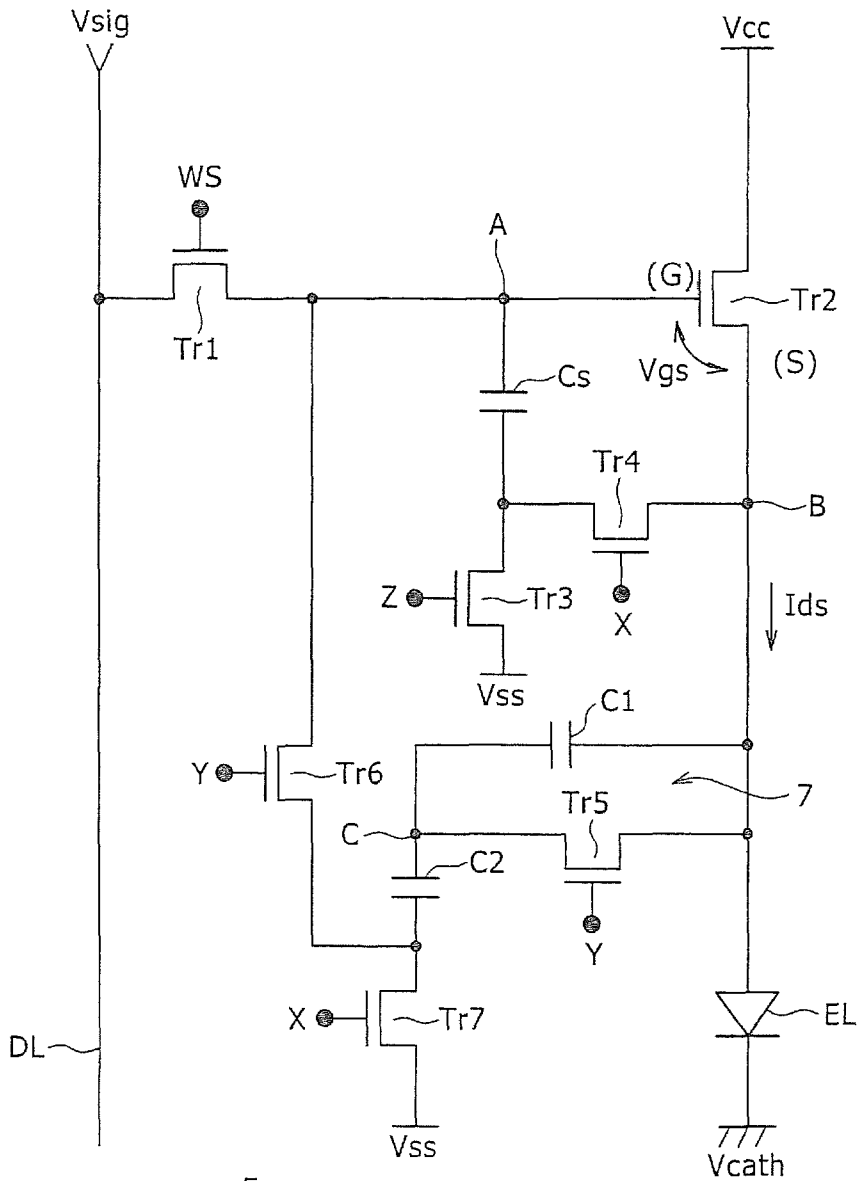 Vsig
Vcc
WS
A
(G)
Tr2
Tr1
Vgs
(S)
Cs
Tr4
B
Z
Tr3
X
Ids
Vss
C1
Y
Tr6
7
Tr5
C
C2
Y
X
Tr7
EL
DL
Vss
Vcath